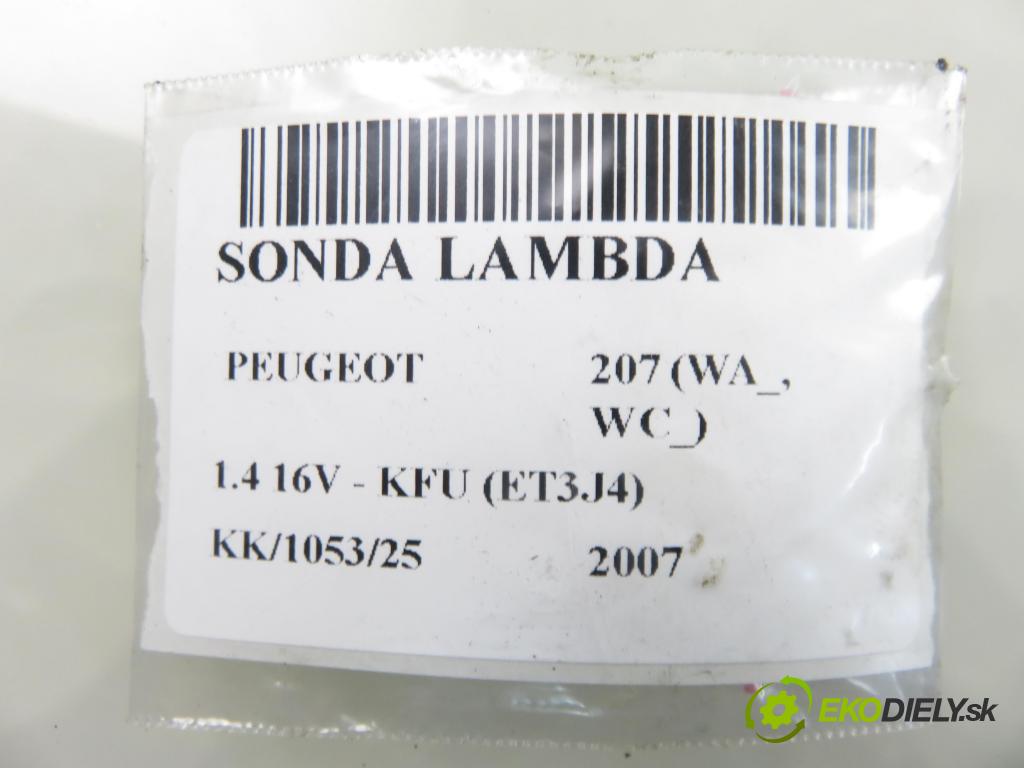 SONDA LAMBDA
PEUGEOT 207 (WA_,
WC_)
1.4 16V - KFU (ET3J4)
KK/1053/25 2007
EKODIELY.sk